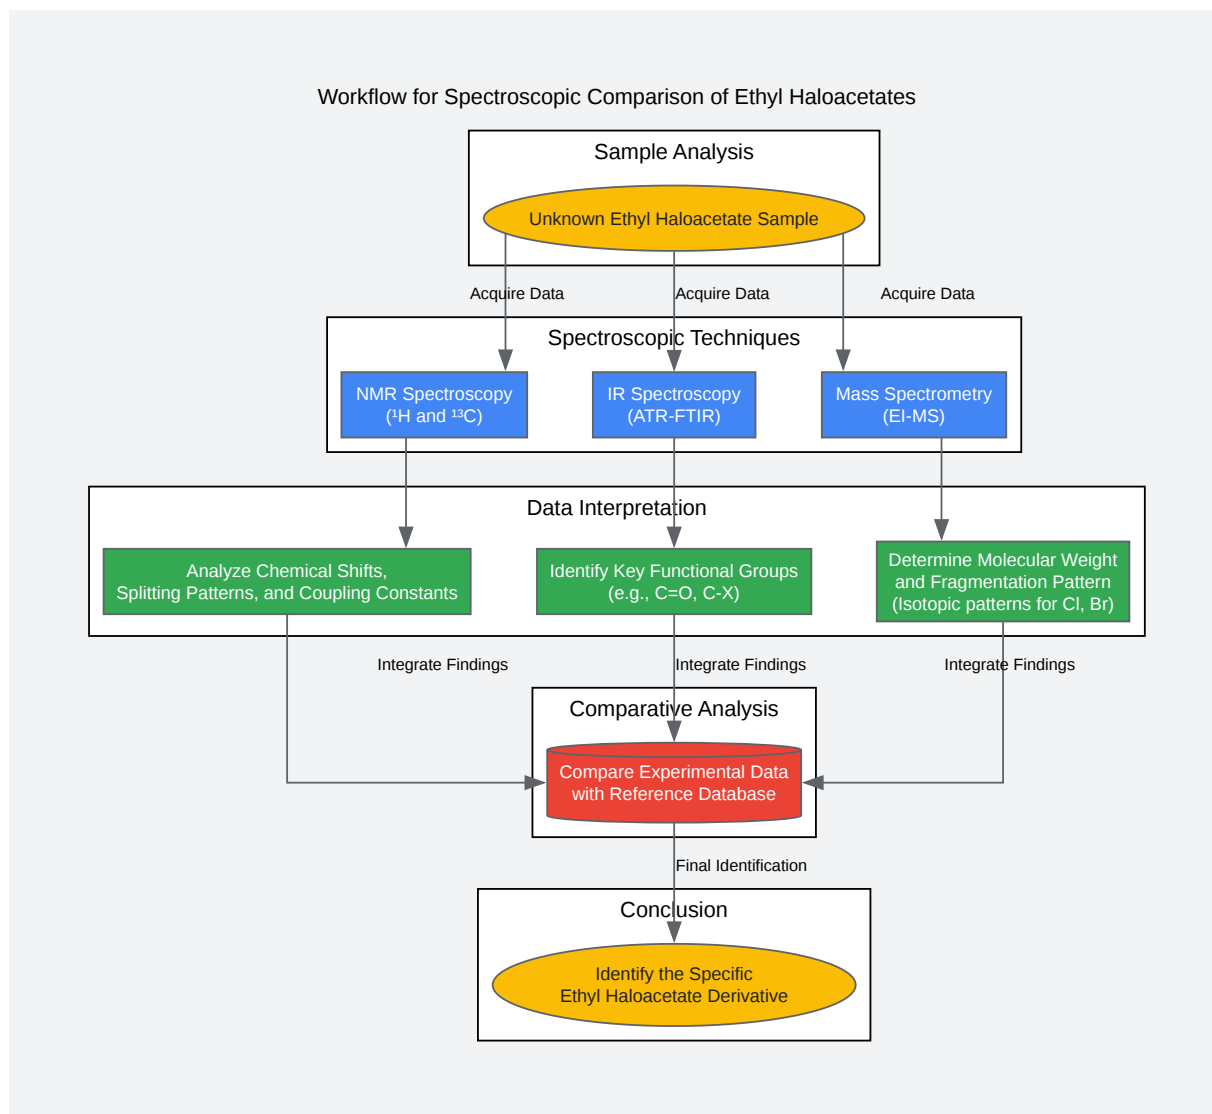 Workflow for Spectroscopic Comparison of Ethyl Haloacetates
Sample Analysis
Unknown Ethyl Haloacetate Sample
Acquire Data
Acquire Data
Acquire Data
Spectroscopic Techniques
NMR Spectroscopy
(¹H and ¹³C)
IR Spectroscopy
(ATR-FTIR)
Mass Spectrometry
(EI-MS)
Data Interpretation
Analyze Chemical Shifts,
Splitting Patterns, and Coupling Constants
Identify Key Functional Groups
(e.g., C=O, C-X)
Determine Molecular Weight
and Fragmentation Pattern
(Isotopic patterns for Cl, Br)
Integrate Findings
Integrate Findings
Integrate Findings
Comparative Analysis
Compare Experimental Data
with Reference Database
Final Identification
Conclusion
Identify the Specific
Ethyl Haloacetate Derivative